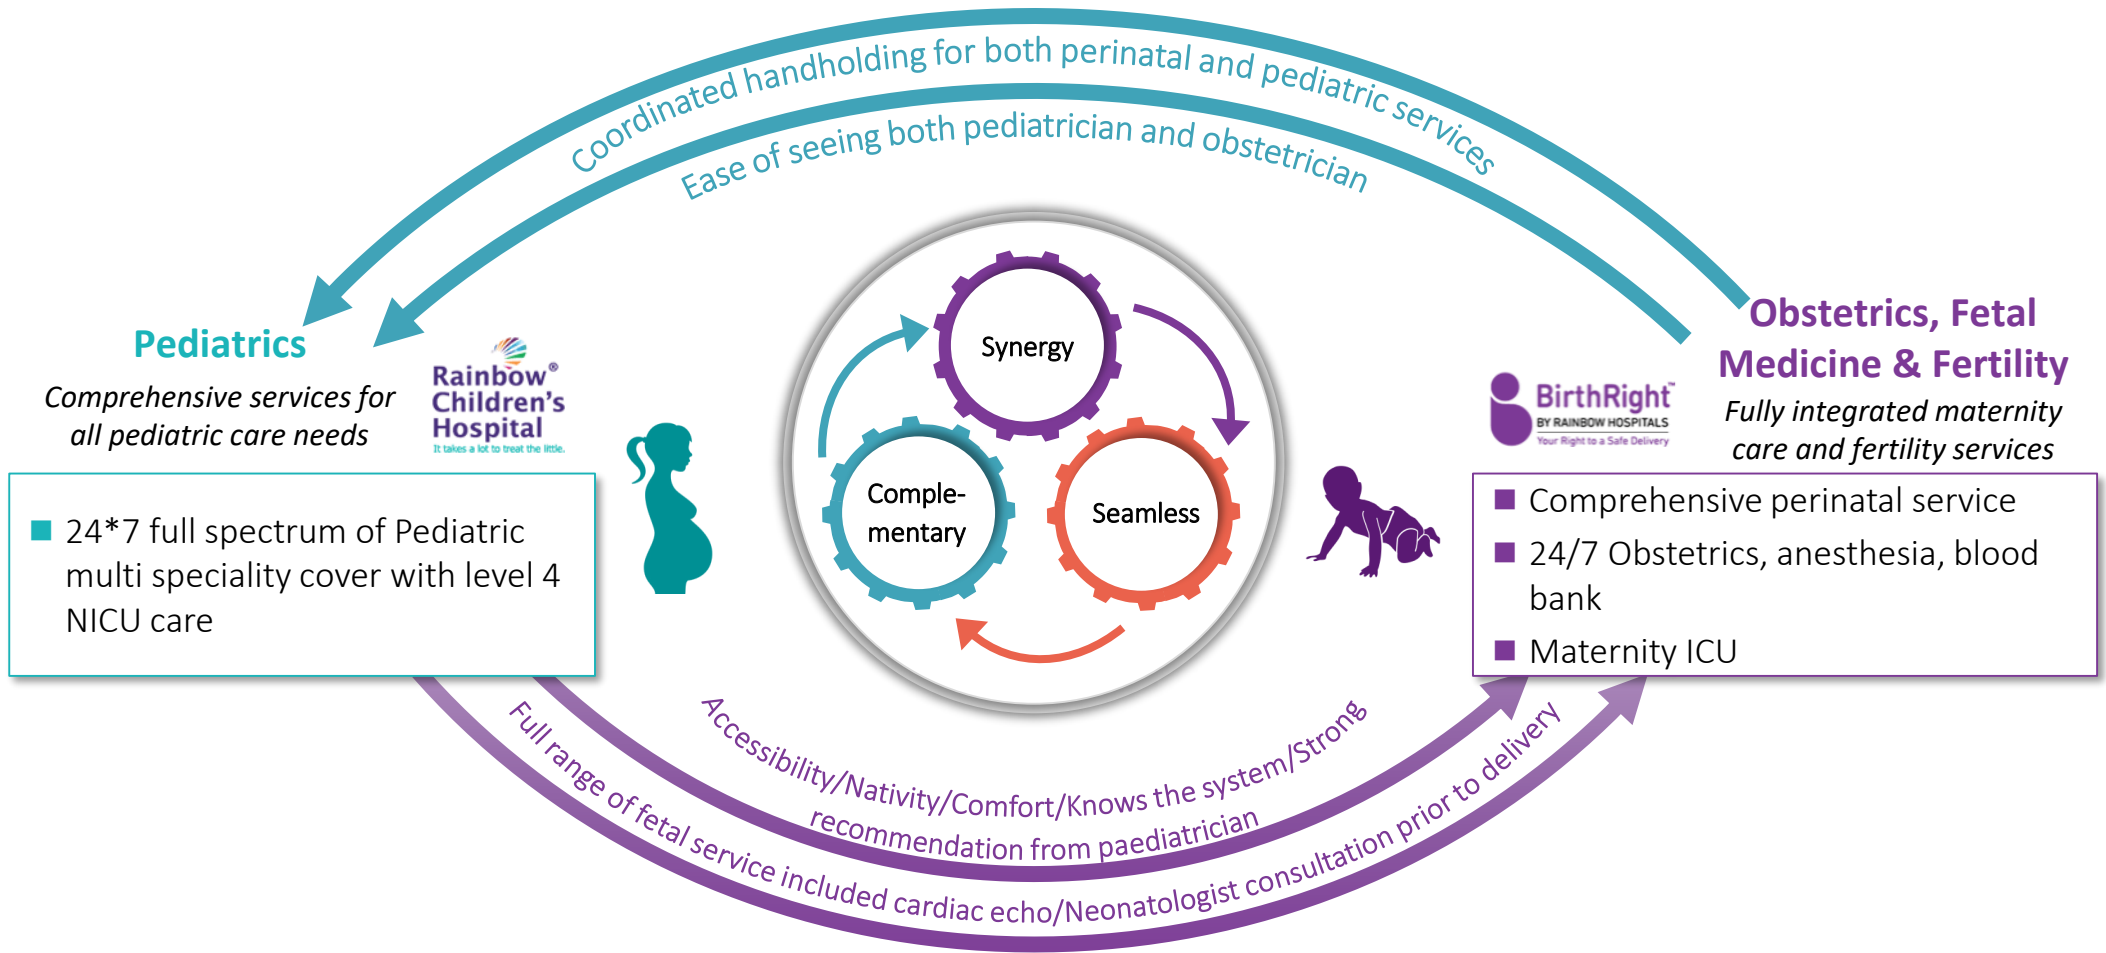 Coordinated handholding for both perinatal and pediatric services
Ease of seeing both pediatrician and obstetrician
Pediatrics
Comprehensive services for
all pediatric care needs
Rainbow®
Children's
Hospital
It takes a lot to treat the little.
24*7 full spectrum of Pediatric
multi speciality cover with level 4
NICU care
Synergy
Comple-
mentary
Seamless
Obstetrics, Fetal
Medicine & Fertility
BirthRight™
BY RAINBOW HOSPITALS
Your Right to a Safe Delivery
Fully integrated maternity
care and fertility services
Comprehensive perinatal service
24/7 Obstetrics, anesthesia, blood
bank
Maternity ICU
Accessibility/Nativity/Comfort/Knows the system/Strong
recommendation from paediatrician
Full range of fetal service included cardiac echo/Neonatologist consultation prior to delivery